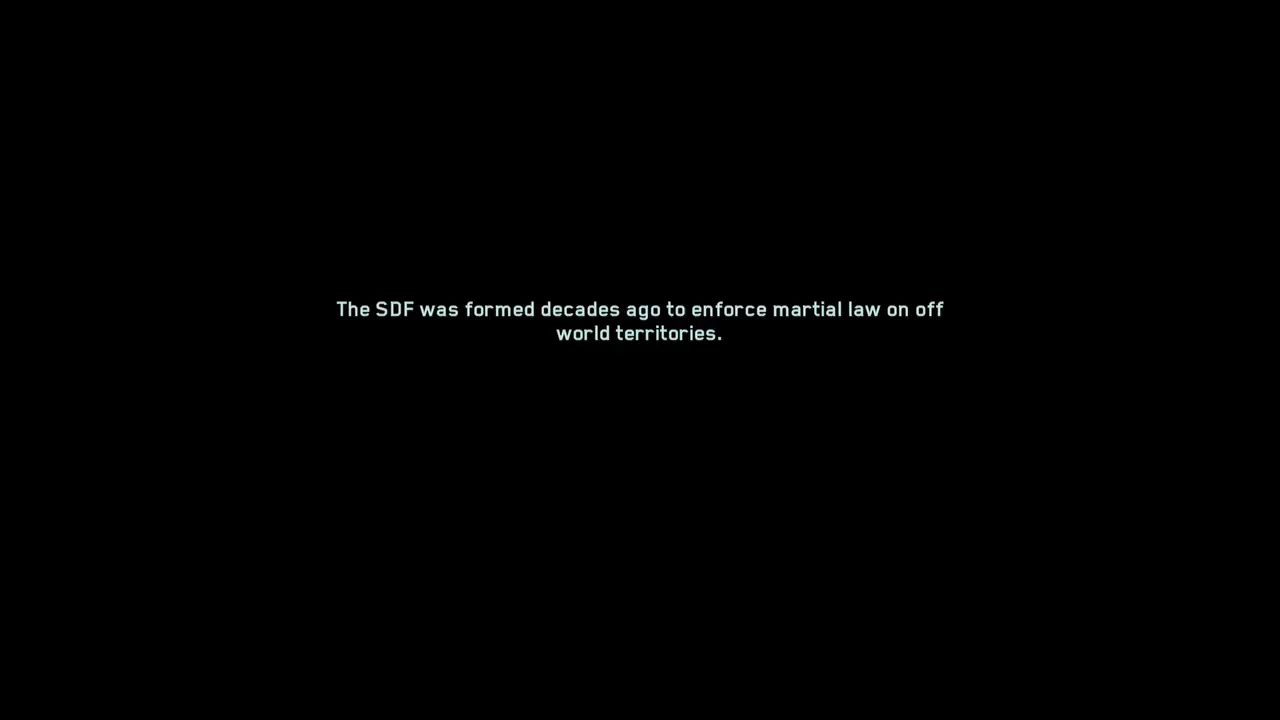 The SDF was formed decades ago to enforce martial law on off
world territories.